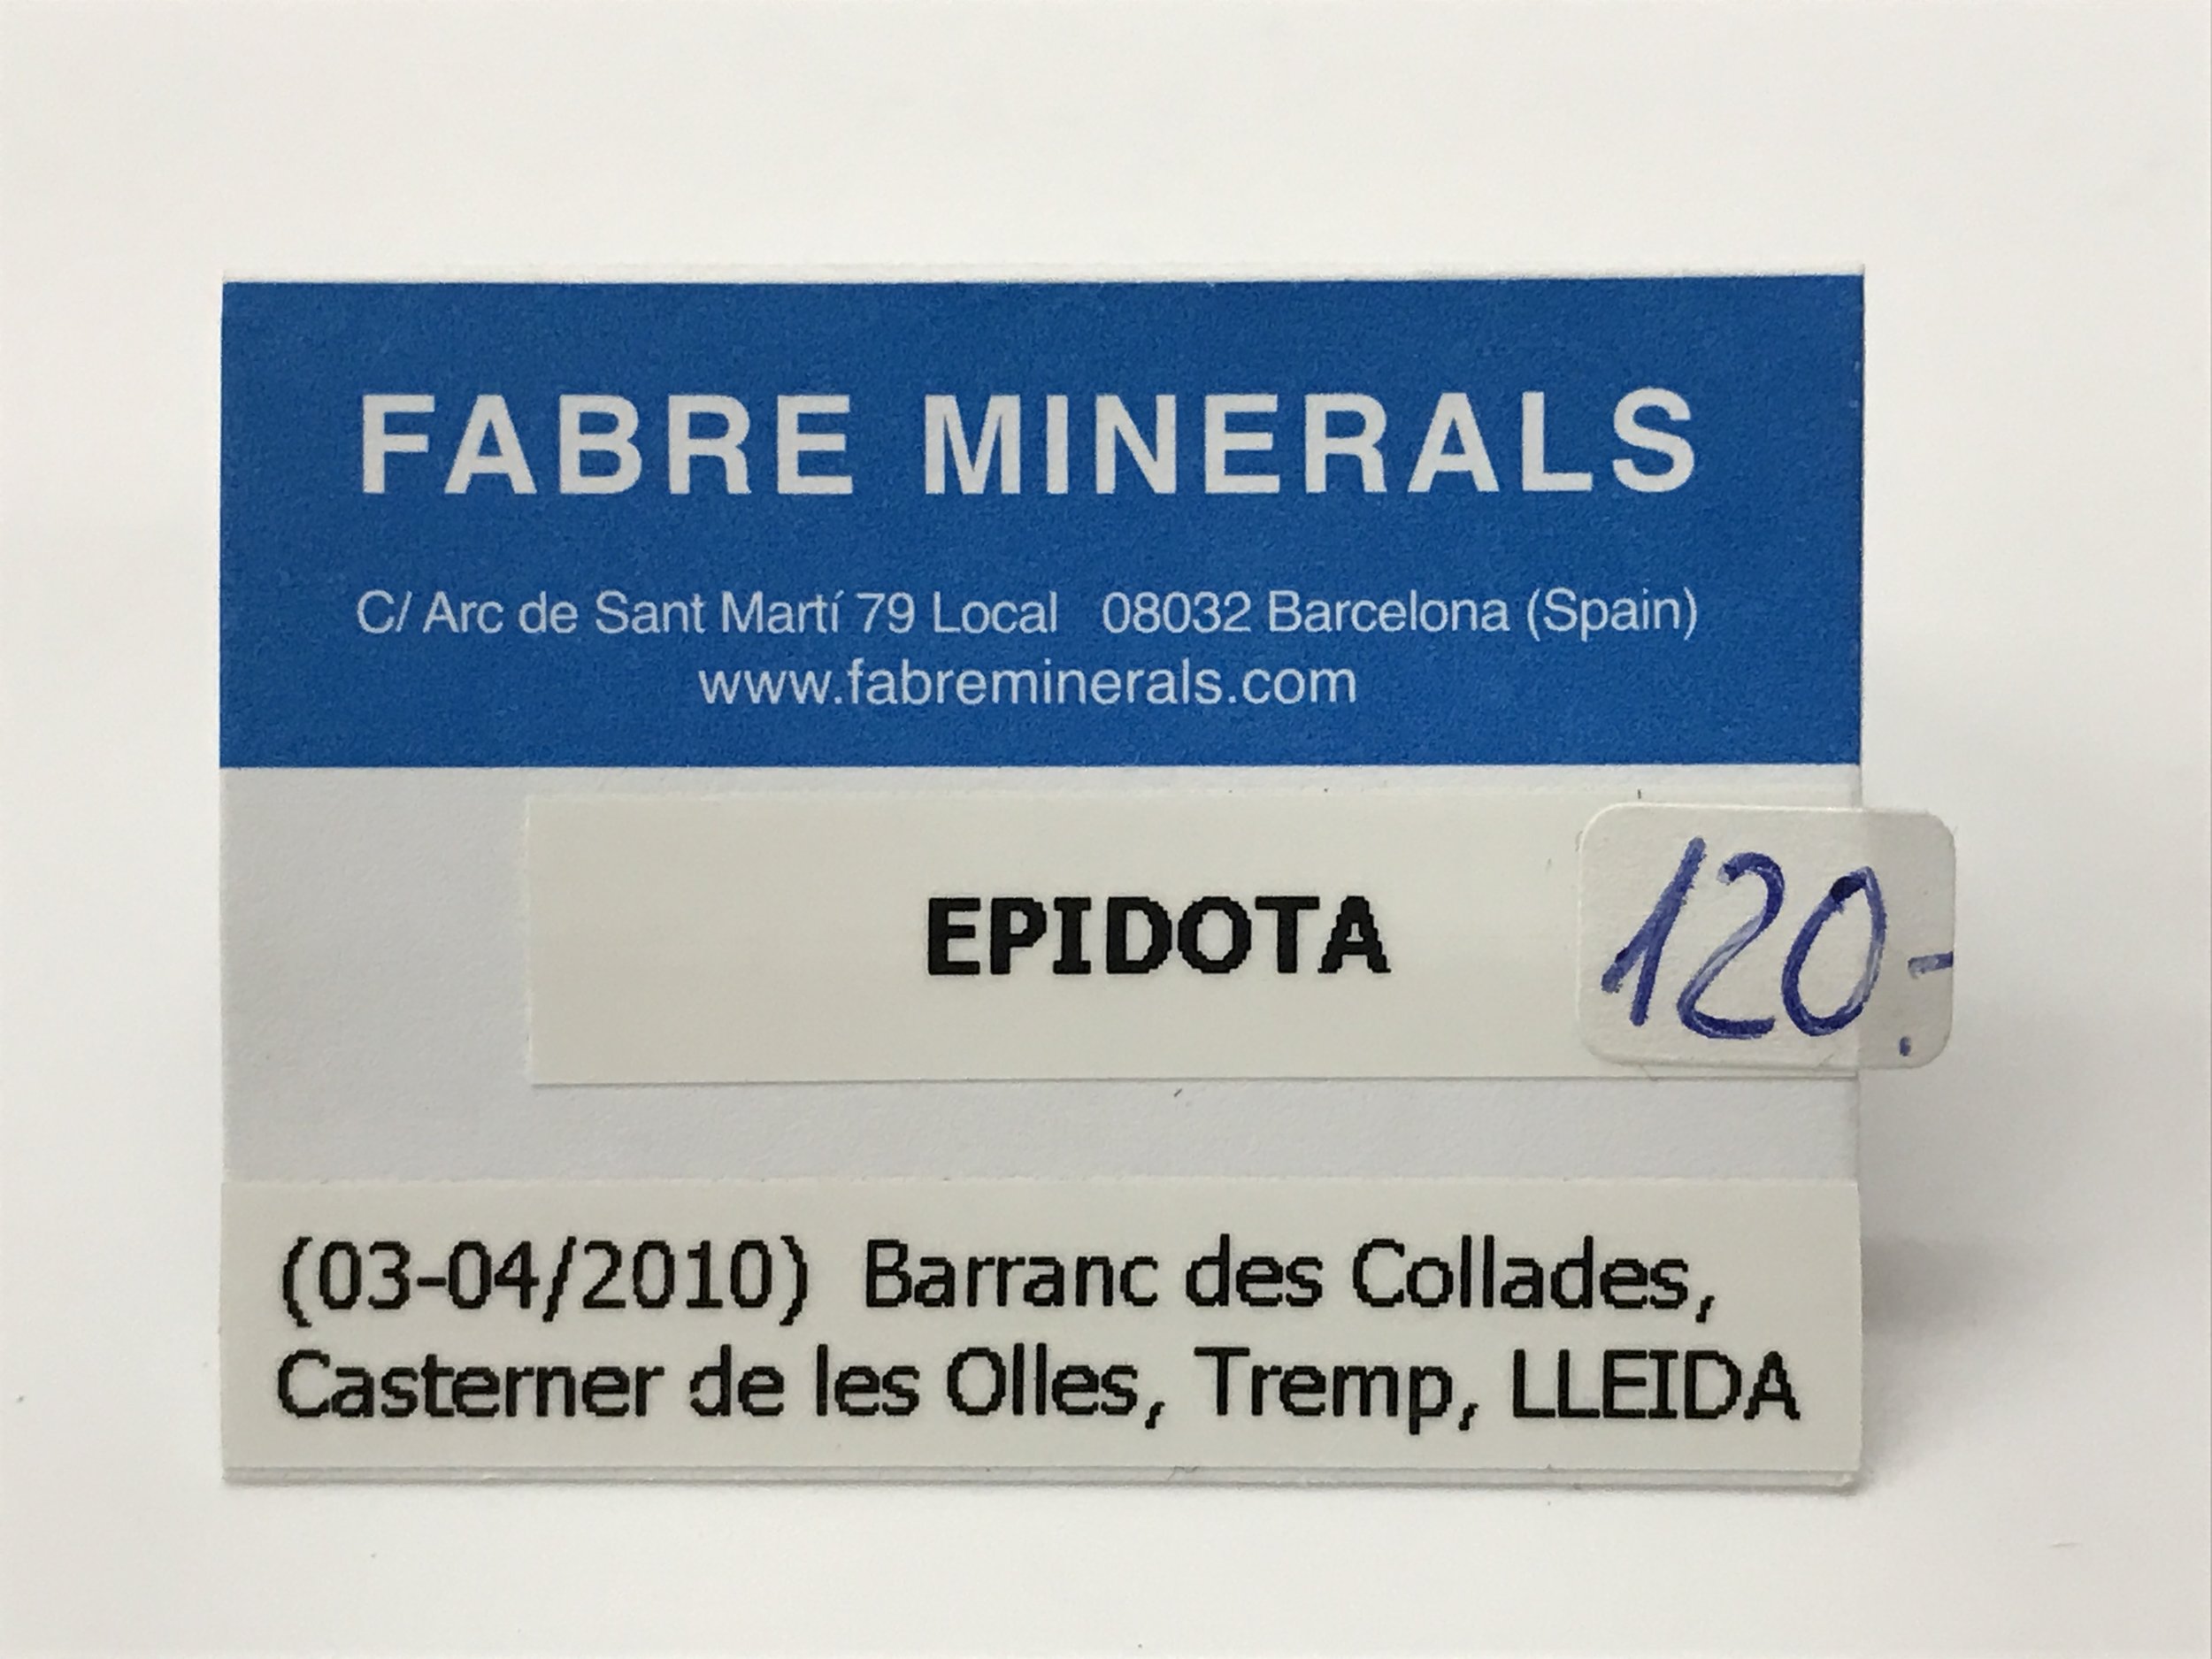 FABRE MINERALS
C/ Arc de Sant Martí 79 Local 08032 Barcelona (Spain)
www.fabreminerals.com
EPIDOTA
120.-
(03-04/2010) Barranc des Collades,
Casterner de les Olles, Tremp, LLEIDA